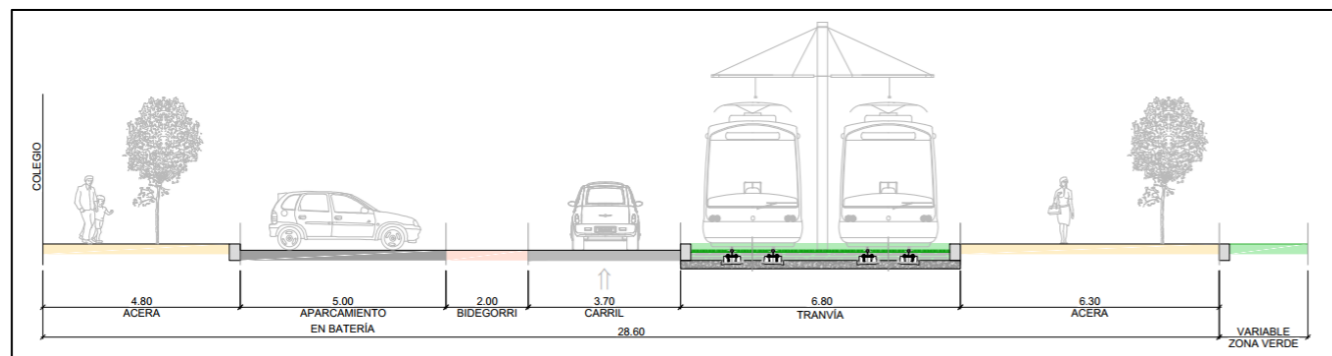 COLEGIO
4.80 5.00 2.00 3.70 6.80 6.30
ACERA APARCAMIENTO BIDEGORRI CARRIL TRANVÍA ACERA
EN BATERÍA
28.60 VARIABLE
ZONA VERDE